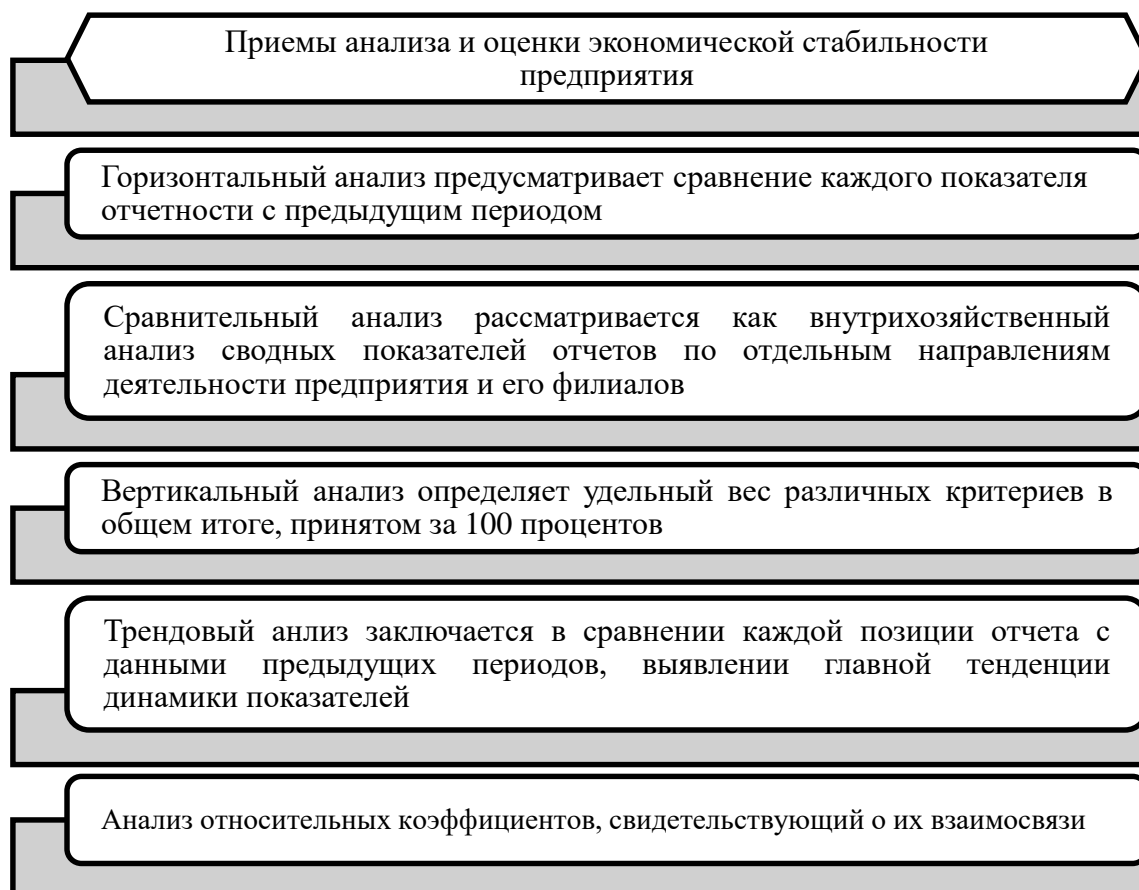 Приемы анализа и оценки экономической стабильности
предприятия
Горизонтальный анализ предусматривает сравнение каждого показателя
отчетности с предыдущим периодом
Сравнительный анализ рассматривается как внутрихозяйственный
анализ сводных показателей отчетов по отдельным направлениям
деятельности предприятия и его филиалов
Вертикальный анализ определяет удельный вес различных критериев в
общем итоге, принятом за 100 процентов
Трендовый анлиз заключается в сравнении каждой позиции отчета с
данными предыдущих периодов, выявлении главной тенденции
динамики показателей
Анализ относительных коэффициентов, свидетельствующий о их взаимосвязи